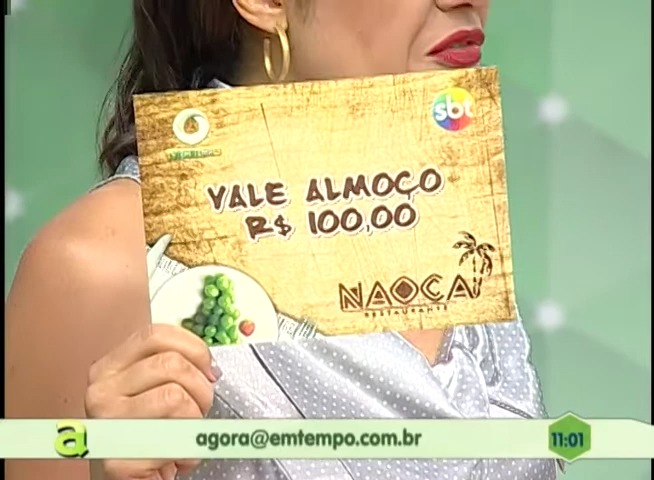 sbt
VALE ALMOÇO
R$ 100,00
NAOCA
RESTAURANTE
a
agora@emtempo.com.br
11:01